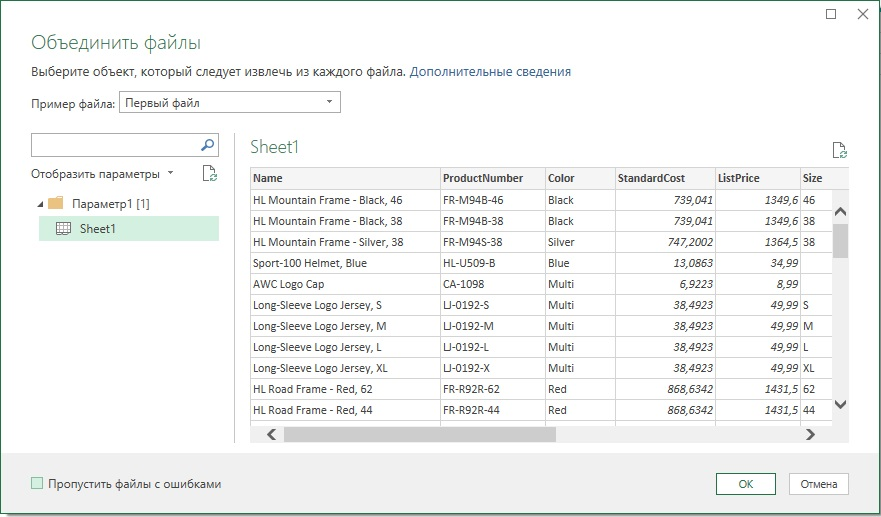 Объединить файлы
Выберите объект, который следует извлечь из каждого файла. Дополнительные сведения
Пример файла: Первый файл
Отобразить параметры
Параметр1 [1]
Sheet1
Sheet1
Name ProductNumber Color StandardCost ListPrice Size
HL Mountain Frame - Black, 46 FR-M94B-46 Black 739,041 1349,6 46
HL Mountain Frame - Black, 38 FR-M94B-38 Black 739,041 1349,6 38
HL Mountain Frame - Silver, 38 FR-M94S-38 Silver 747,2002 1364,5 38
Sport-100 Helmet, Blue HL-U509-B Blue 13,0863 34,99
AWC Logo Cap CA-1098 Multi 6,9223 8,99
Long-Sleeve Logo Jersey, S LJ-0192-S Multi 38,4923 49,99 S
Long-Sleeve Logo Jersey, M LJ-0192-M Multi 38,4923 49,99 M
Long-Sleeve Logo Jersey, L LJ-0192-L Multi 38,4923 49,99 L
Long-Sleeve Logo Jersey, XL LJ-0192-X Multi 38,4923 49,99 XL
HL Road Frame - Red, 62 FR-R92R-62 Red 868,6342 1431,5 62
HL Road Frame - Red, 44 FR-R92R-44 Red 868,6342 1431,5 44
Пропустить файлы с ошибками
ОК
Отмена